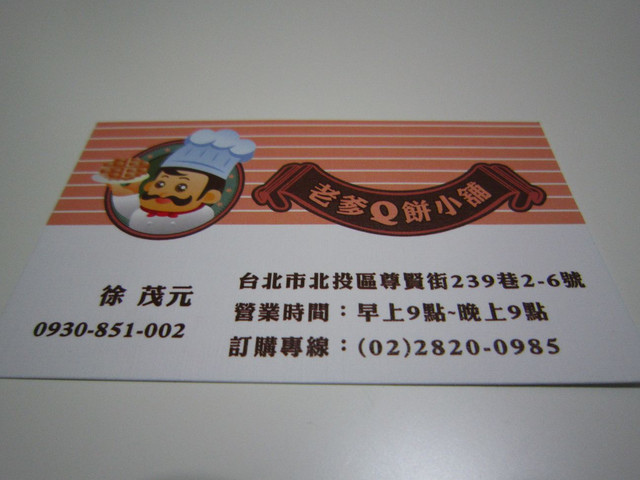 老爹Q餅小舖
徐 茂元
0930-851-002
台北市北投區尊賢街239巷2-6號
營業時間：早上9點~晚上9點
訂購專線：(02)2820-0985